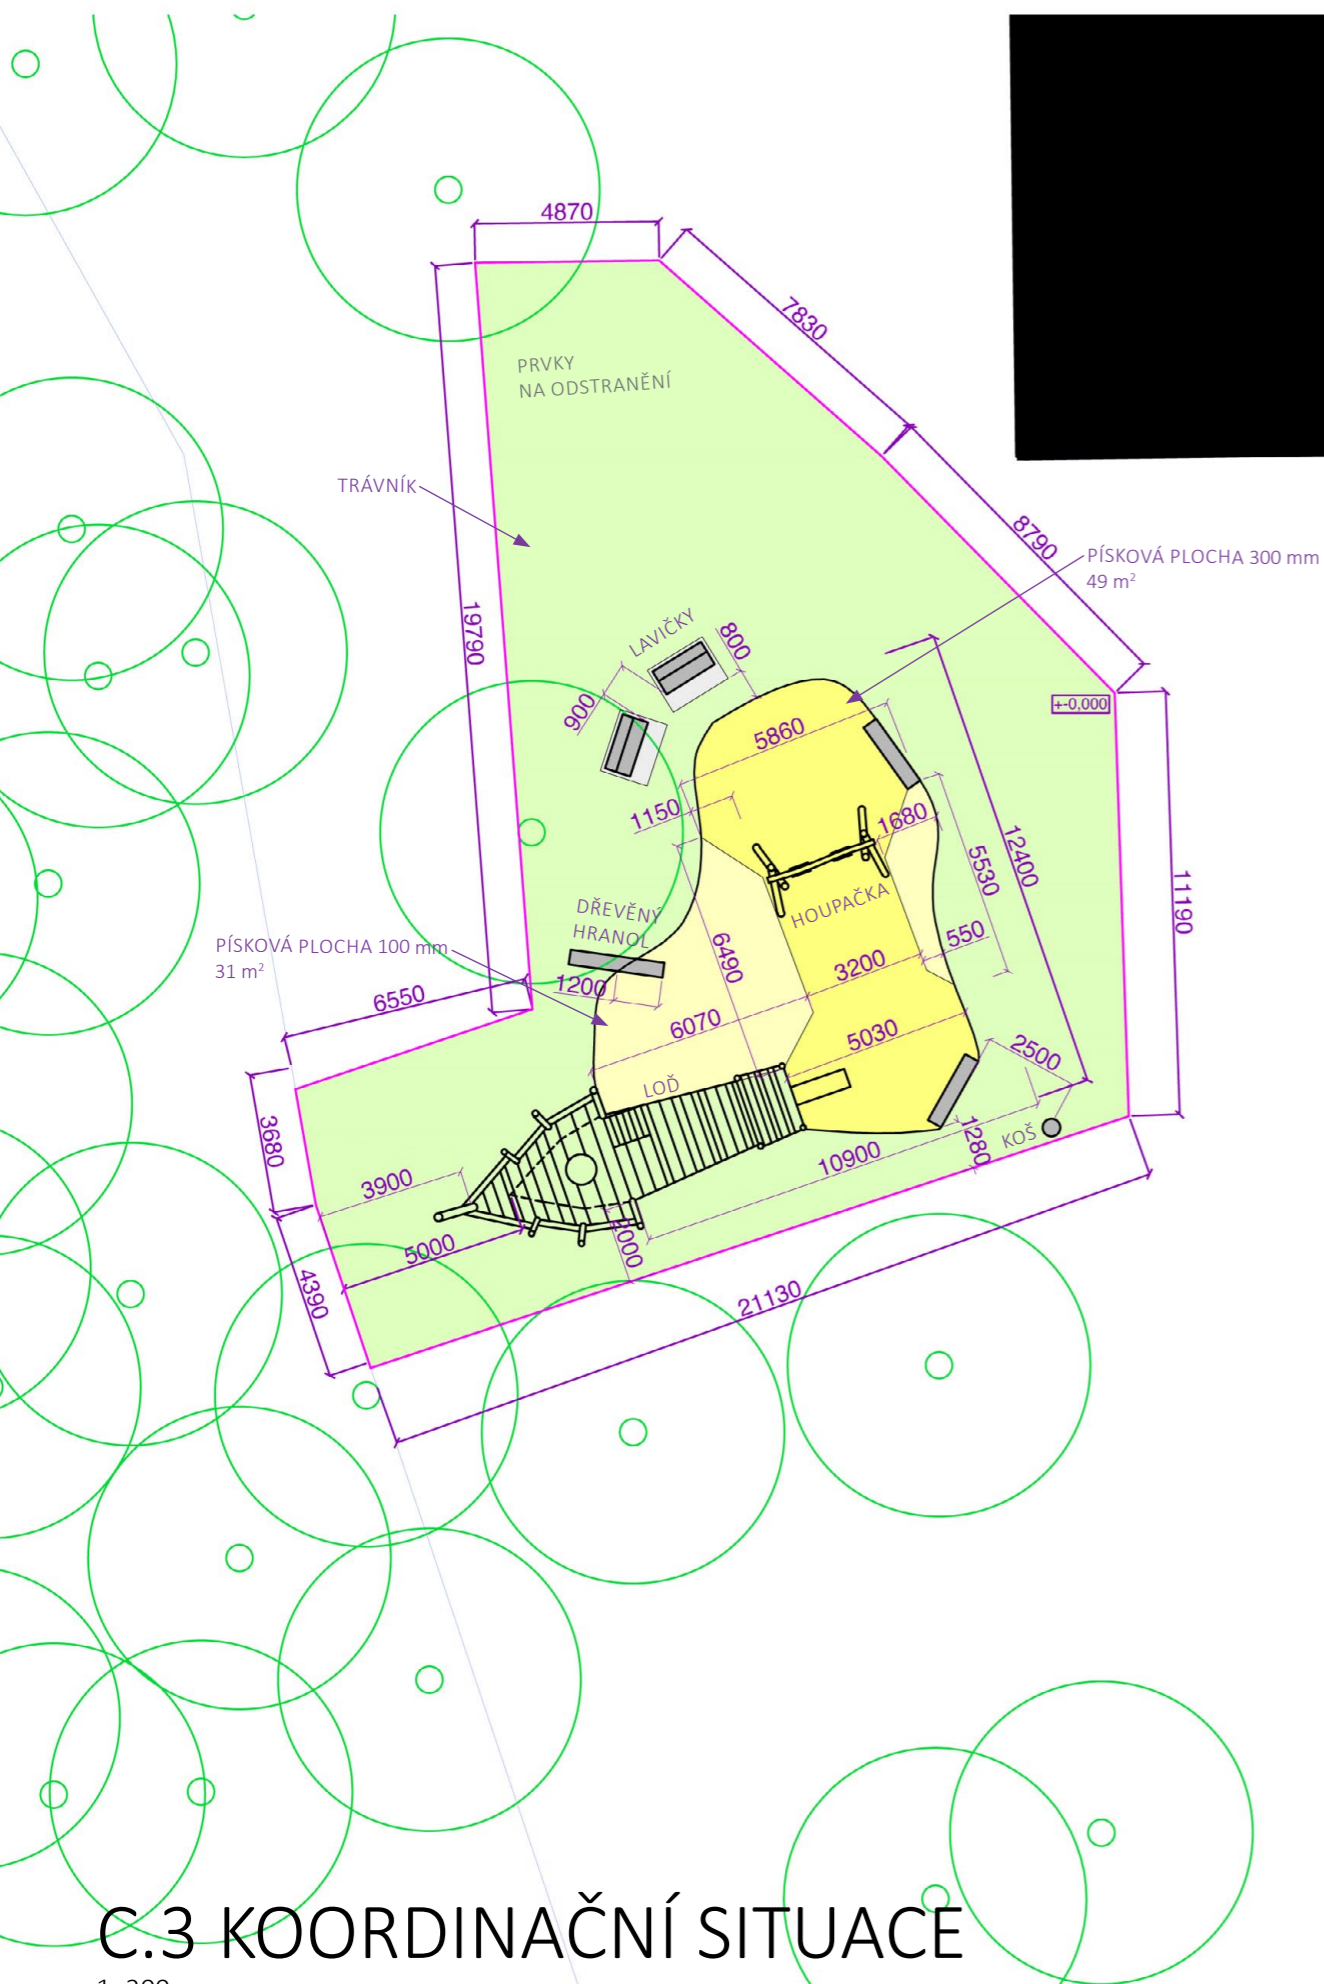 4870
7830
PRVKY
NA ODSTRANĚNÍ
TRÁVNÍK
8790
PÍSKOVÁ PLOCHA 300 mm
49 m²
19790
LAVIČKY
800
900
+-0,000
5860
1150
1680
12400
5530
11190
HOUPAČKA
DŘEVĚNÝ
HRANOL
PÍSKOVÁ PLOCHA 100 mm
31 m²
6490
550
3200
1200
6550
6070
5030
2500
LOĎ
3680
1280
KOŠ
10900
3900
5000
2000
4390
21130
C.3 KOORDINAČNÍ SITUACE